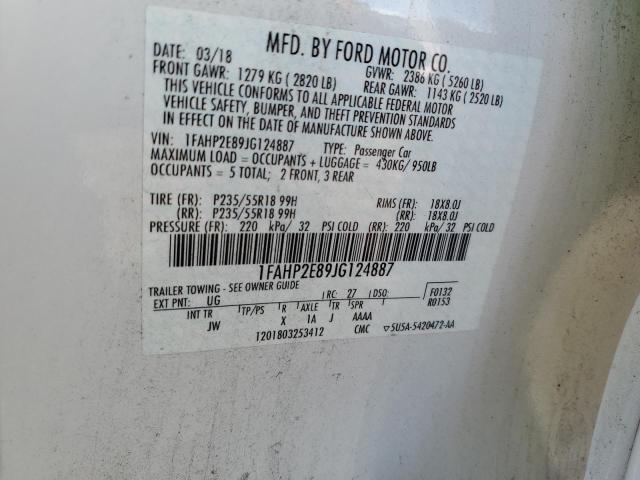 MFD. BY FORD MOTOR CO.
DATE: 03/18 GVWR: 2386 KG ( 5260 LB)
FRONT GAWR: 1279 KG ( 2820 LB) REAR GAWR: 1143 KG ( 2520 LB)
THIS VEHICLE CONFORMS TO ALL APPLICABLE FEDERAL MOTOR
VEHICLE SAFETY, BUMPER, AND THEFT PREVENTION STANDARDS
IN EFFECT ON THE DATE OF MANUFACTURE SHOWN ABOVE.
VIN: 1FAHP2E89JG124887 TYPE: Passenger Car
MAXIMUM LOAD = OCCUPANTS + LUGGAGE = 430KG/ 950LB
OCCUPANTS = 5 TOTAL; 2 FRONT, 3 REAR
TIRE (FR): P235/55R18 99H RIMS (FR): 18X8.0J
(RR): P235/55R18 99H (RR): 18X8.0J
PRESSURE (FR): 220 kPa/ 32 PSI COLD (RR): 220 kPa/ 32 PSI COLD
1FAHP2E89JG124887
TRAILER TOWING - SEE OWNER GUIDE
EXT PNT: UG RC: 27 DSO: F0132
INT TR TP/PS R AXLE TR SPR R0153
JW X 1A J AAAA
1201803253412 CMC ▽5U5A-5420472-AA